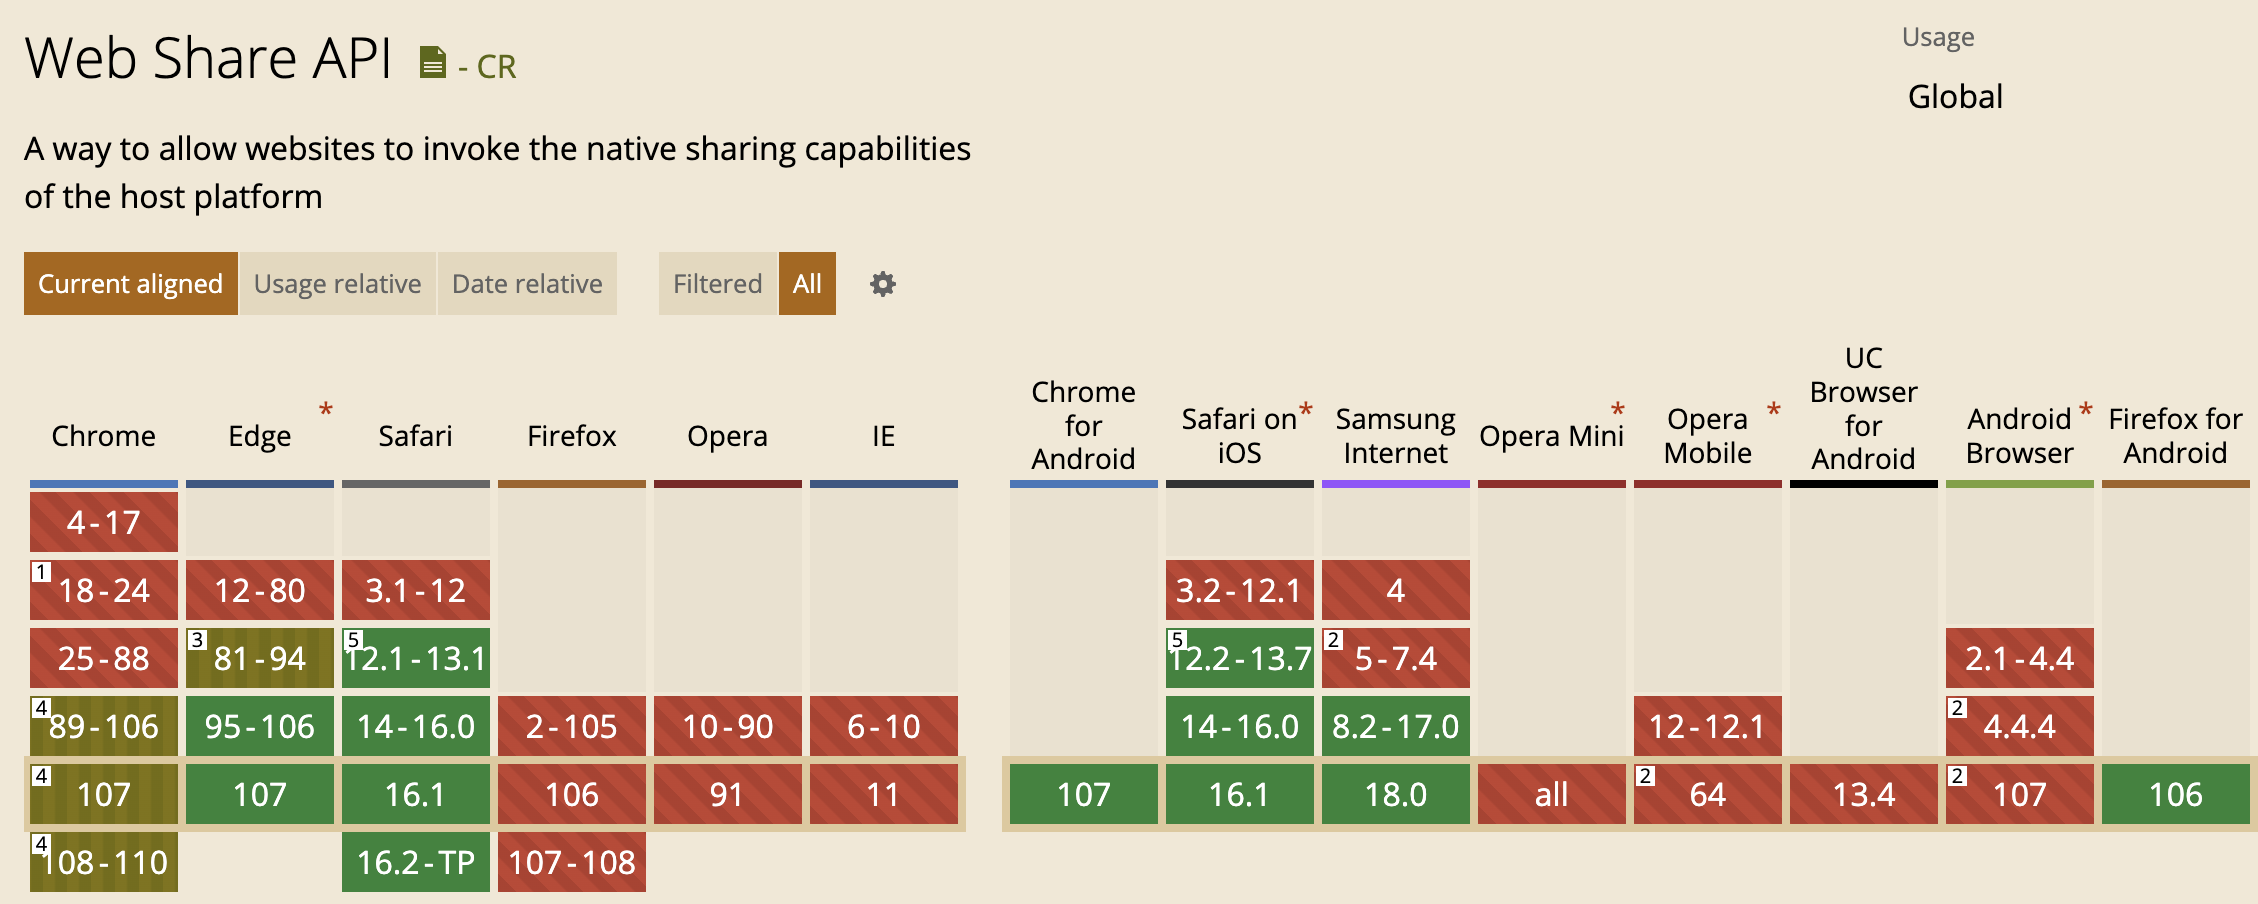 Web Share API - CR
Usage
Global
A way to allow websites to invoke the native sharing capabilities
of the host platform
Current aligned Usage relative Date relative Filtered All
Chrome Edge * Safari Firefox Opera IE Chrome for Android Safari on iOS * Samsung Internet Opera Mini * Opera Mobile * UC Browser for Android Android Browser * Firefox for Android
4-17
1 18-24 12-80 3.1-12 3.2-12.1 4
25-88 3 81-94 5 12.1-13.1 5 12.2-13.7 2 5-7.4 2.1-4.4
4 89-106 95-106 14-16.0 2-105 10-90 6-10 14-16.0 8.2-17.0 12-12.1 2 4.4.4
4 107 107 16.1 106 91 11 107 16.1 18.0 all 2 64 13.4 2 107 106
4 108-110 16.2-TP 107-108